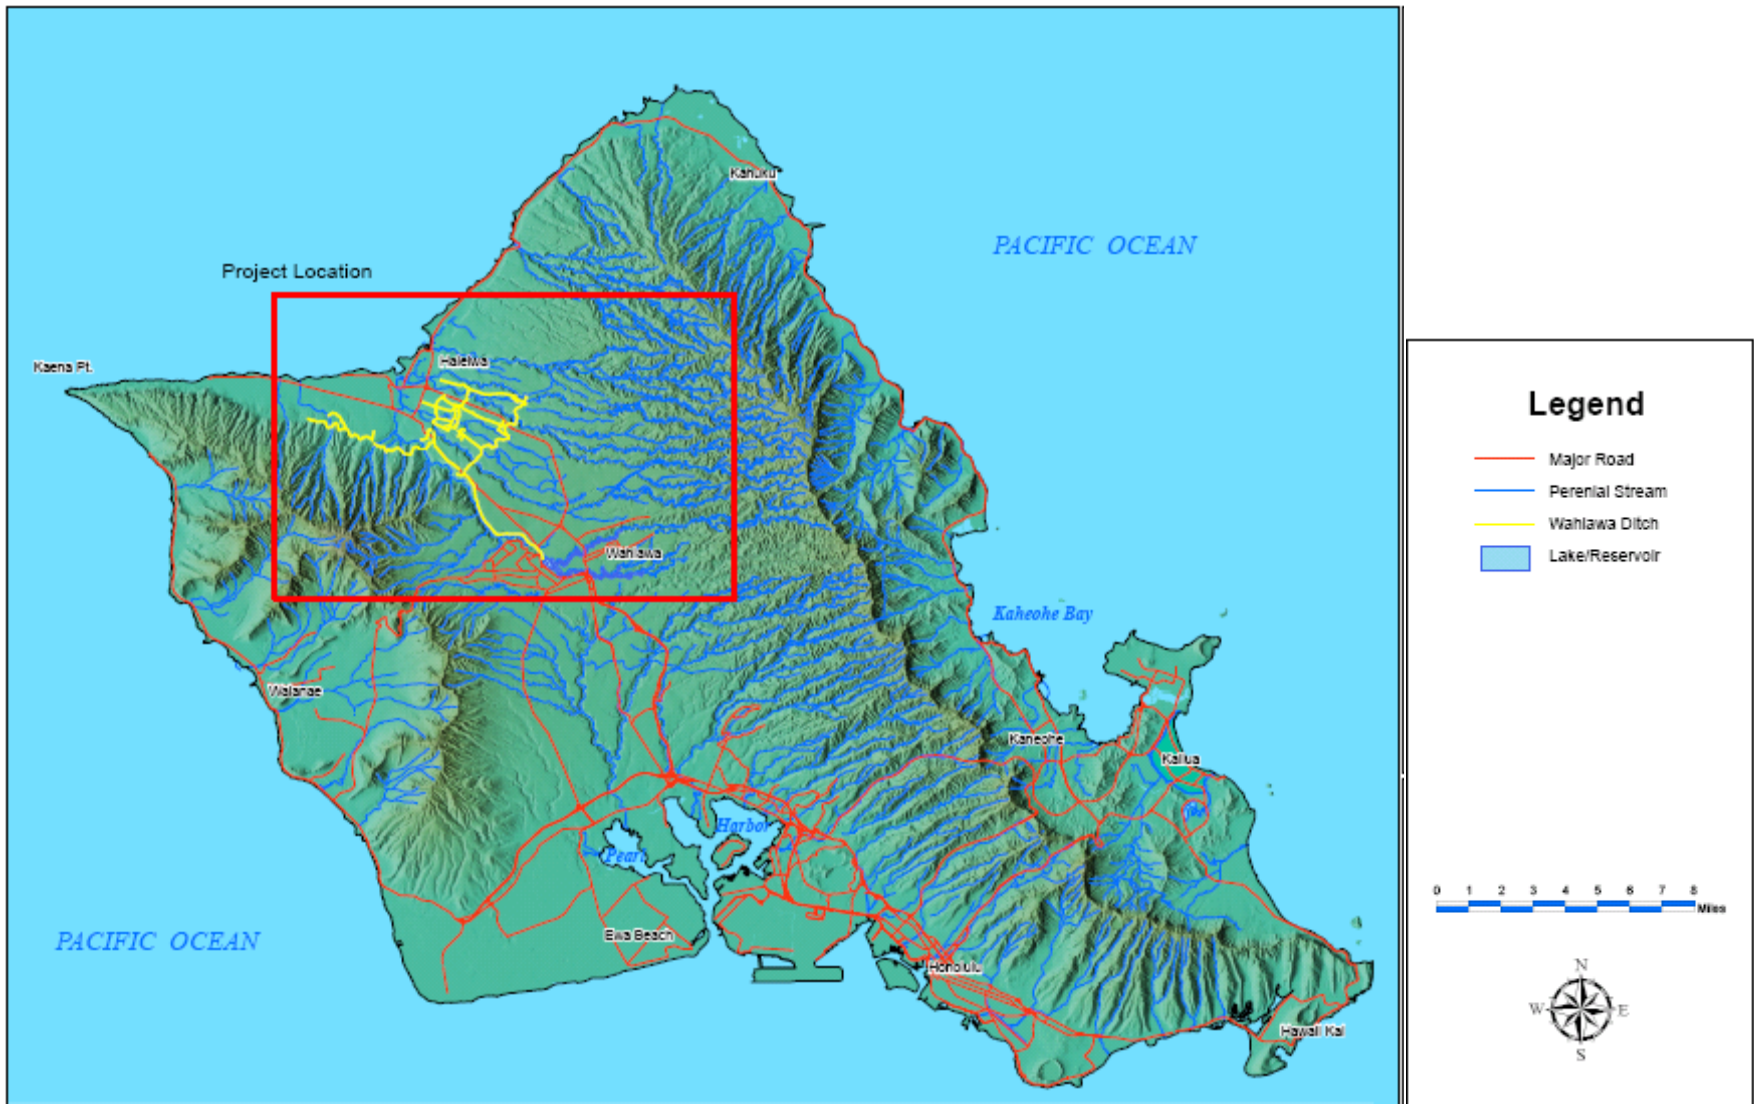 Kahuku
PACIFIC OCEAN
Project Location
Haleiwa
Kaena Pt.
Wahiawa
Kaheohe Bay
Waianae
Kaneohe
Kailua
Harbor
Pearl
Ewa Beach
PACIFIC OCEAN
Honolulu
Hawaii Kai
Legend
Major Road
Perenial Stream
Wahiawa Ditch
Lake/Reservoir
0 1 2 3 4 5 6 7 8
Miles
N
W E
S